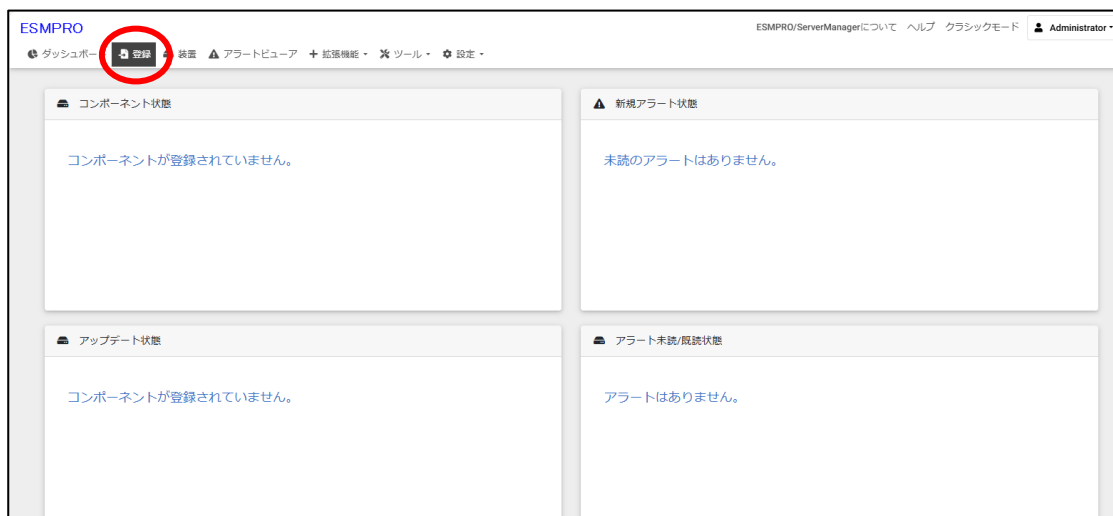 ESMPRO
ESMPRO/ServerManagerについて ヘルプ クラシックモード Administrator
ダッシュボー 登録 装置 アラートビューア 拡張機能 ツール 設定
コンポーネント状態
コンポーネントが登録されていません。
新規アラート状態
未読のアラートはありません。
アップデート状態
コンポーネントが登録されていません。
アラート未読/既読状態
アラートはありません。